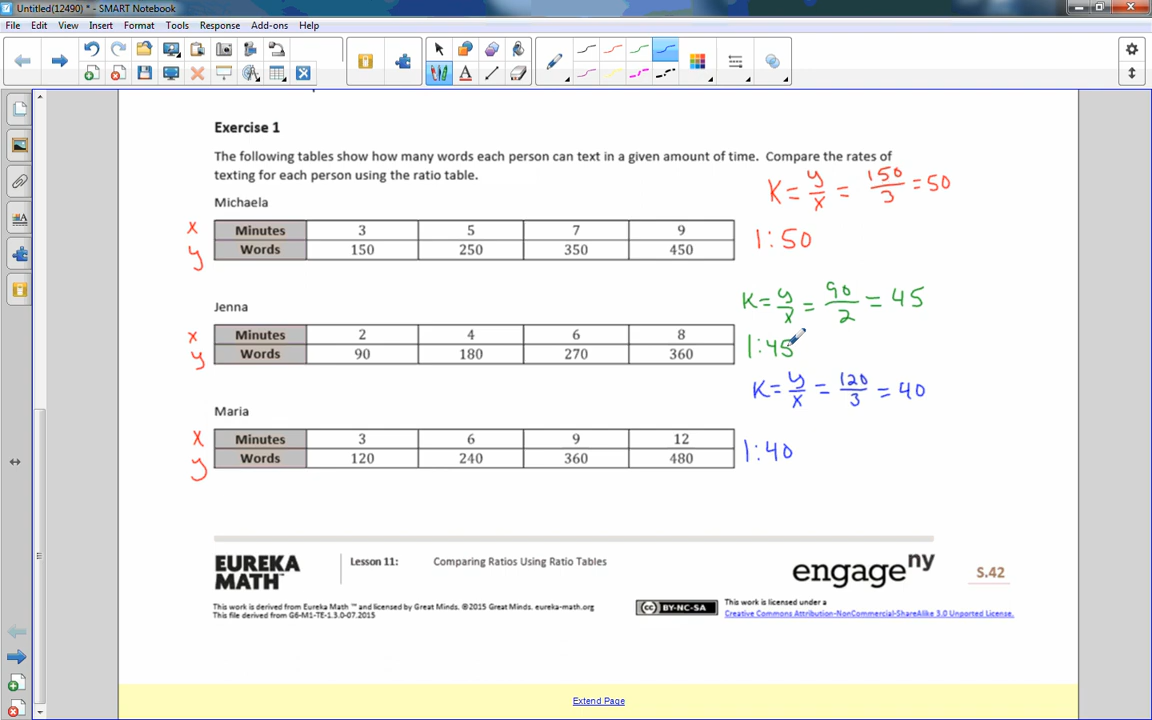 Untitled(12490) * - SMART Notebook
File Edit View Insert Format Tools Response Add-ons Help
Exercise 1
The following tables show how many words each person can text in a given amount of time. Compare the rates of
texting for each person using the ratio table.
K = y/x = 150/3 = 50
Michaela
x Minutes 3 5 7 9
y Words 150 250 350 450
1:50
K = y/x = 90/2 = 45
Jenna
x Minutes 2 4 6 8
y Words 90 180 270 360
1:45
K = y/x = 120/3 = 40
Maria
x Minutes 3 6 9 12
y Words 120 240 360 480
1:40
EUREKA
MATH™
Lesson 11: Comparing Ratios Using Ratio Tables
engage ny
S.42
This work is derived from Eureka Math ™ and licensed by Great Minds. ©2015 Great Minds. eureka-math.org
This file derived from G6-M1-TE-1.3.0-07.2015
CC BY-NC-SA
This work is licensed under a
Creative Commons Attribution-NonCommercial-ShareAlike 3.0 Unported License.
Extend Page